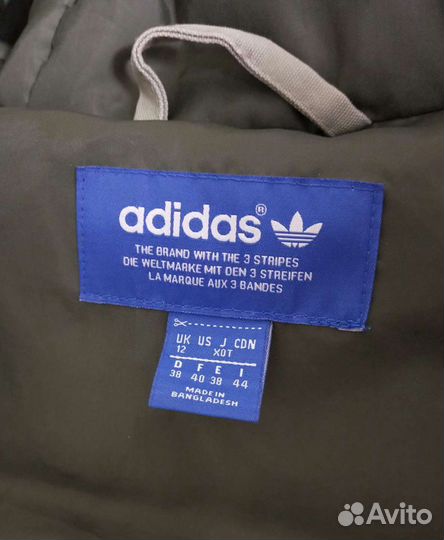 adidas®
THE BRAND WITH THE 3 STRIPES
DIE WELTMARKE MIT DEN 3 STREIFEN
LA MARQUE AUX 3 BANDES
UK US J CDN
12 XOT
D F E I
38 40 38 44
MADE IN
BANGLADESH
Avito